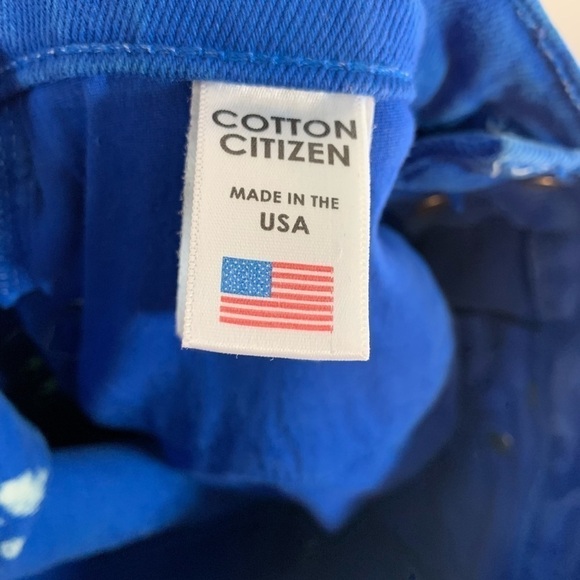 COTTON
CITIZEN
MADE IN THE
USA